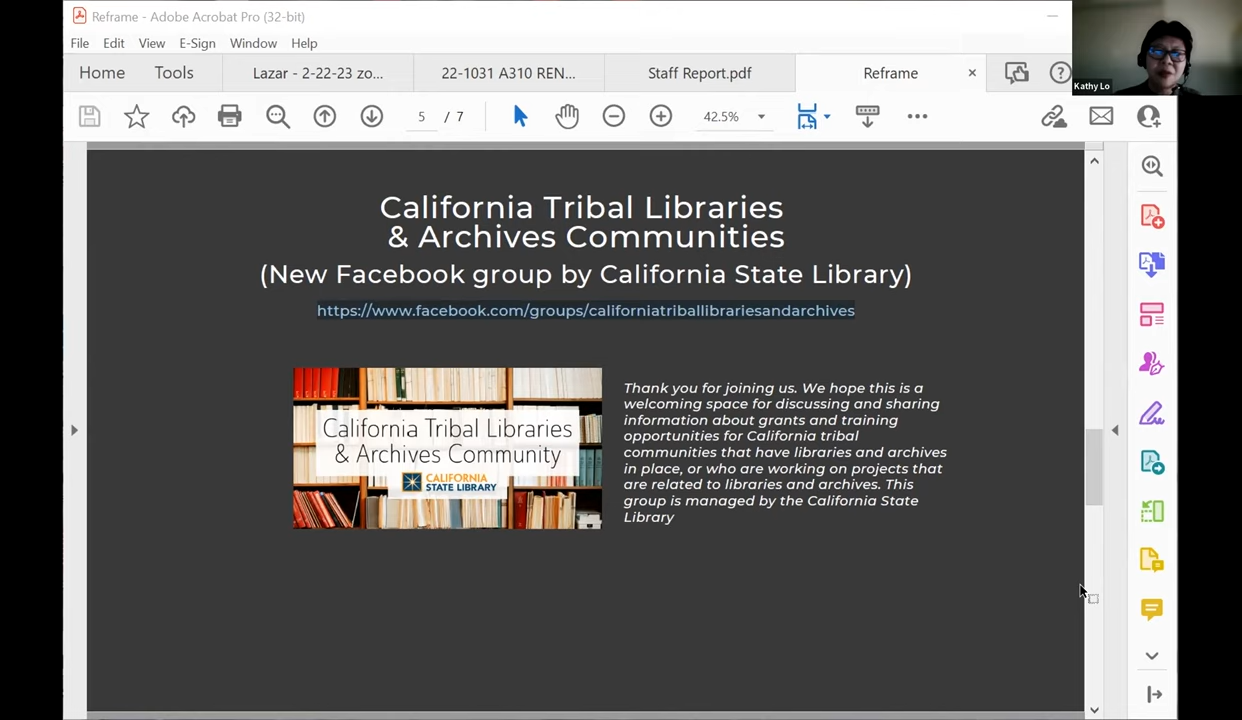 Reframe - Adobe Acrobat Pro (32-bit)
File Edit View E-Sign Window Help
Home Tools Lazar - 2-22-23 zo... 22-1031 A310 REN... Staff Report.pdf Reframe
Kathy Lo
5 / 7 42.5%
California Tribal Libraries
& Archives Communities
(New Facebook group by California State Library)
https://www.facebook.com/groups/californiatriballibrariesandarchives
California Tribal Libraries
& Archives Community
CALIFORNIA
STATE LIBRARY
Thank you for joining us. We hope this is a
welcoming space for discussing and sharing
information about grants and training
opportunities for California tribal
communities that have libraries and archives
in place, or who are working on projects that
are related to libraries and archives. This
group is managed by the California State
Library